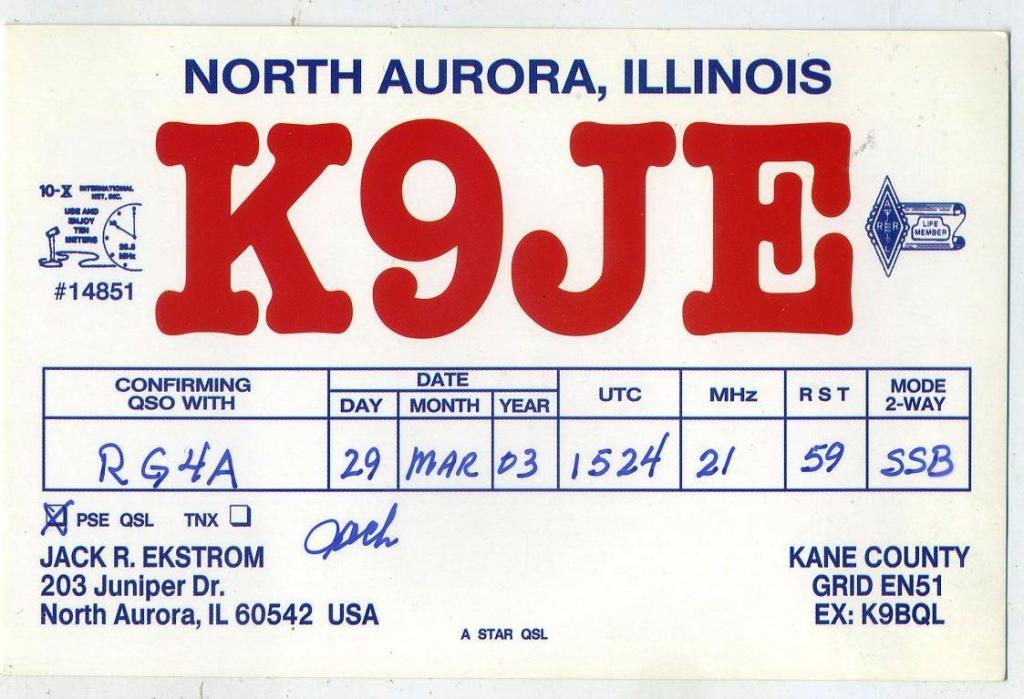 NORTH AURORA, ILLINOIS
K9JE
10-X INTERNATIONAL
NET, INC.
USE AND
ENJOY
TEN
METERS
28.8
MHz
#14851
ARRL
LIFE
MEMBER
CONFIRMING
QSO WITH
DATE
DAY MONTH YEAR
UTC
MHz
RST
MODE
2-WAY
RG4A 29 MAR 03 1524 21 59 SSB
PSE QSL TNX
Jack
JACK R. EKSTROM
203 Juniper Dr.
North Aurora, IL 60542 USA
KANE COUNTY
GRID EN51
EX: K9BQL
A STAR QSL